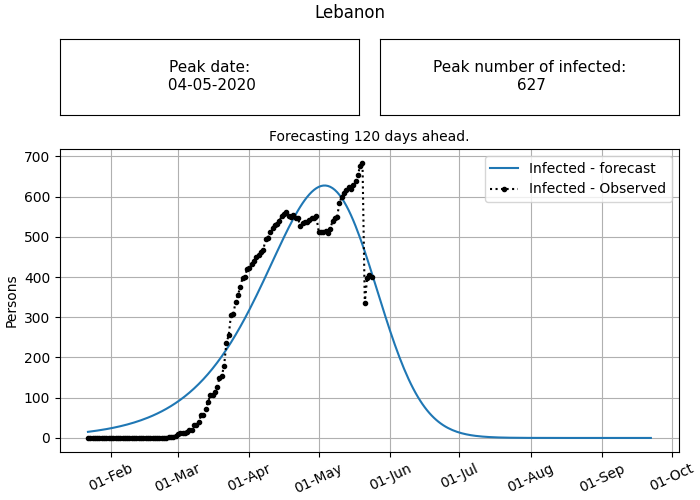 Lebanon
Peak date:
04-05-2020
Peak number of infected:
627
Forecasting 120 days ahead.
Infected - forecast
Infected - Observed
Persons
700
600
500
400
300
200
100
0
01-Feb
01-Mar
01-Apr
01-May
01-Jun
01-Jul
01-Aug
01-Sep
01-Oct